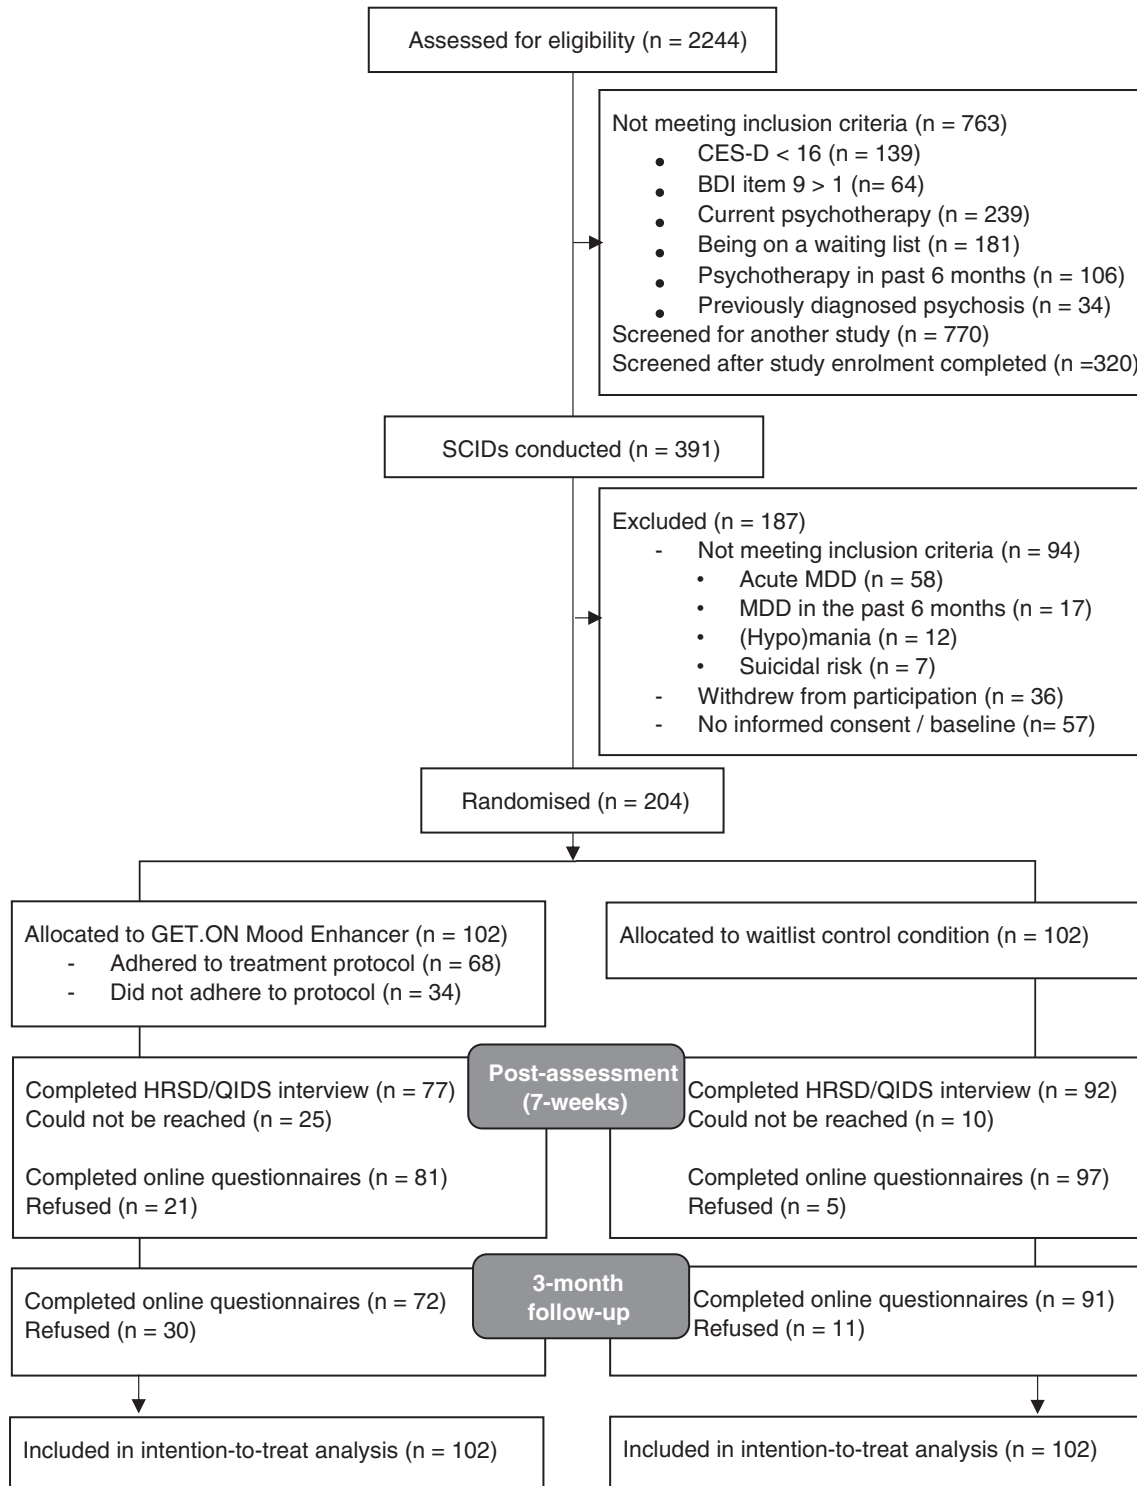 Assessed for eligibility (n = 2244)
Not meeting inclusion criteria (n = 763)
• CES-D < 16 (n = 139)
• BDI item 9 > 1 (n= 64)
• Current psychotherapy (n = 239)
• Being on a waiting list (n = 181)
• Psychotherapy in past 6 months (n = 106)
• Previously diagnosed psychosis (n = 34)
Screened for another study (n = 770)
Screened after study enrolment completed (n =320)
SCIDs conducted (n = 391)
Excluded (n = 187)
- Not meeting inclusion criteria (n = 94)
• Acute MDD (n = 58)
• MDD in the past 6 months (n = 17)
• (Hypo)mania (n = 12)
• Suicidal risk (n = 7)
- Withdrew from participation (n = 36)
- No informed consent / baseline (n= 57)
Randomised (n = 204)
Allocated to GET.ON Mood Enhancer (n = 102)
- Adhered to treatment protocol (n = 68)
- Did not adhere to protocol (n = 34)
Allocated to waitlist control condition (n = 102)
Post-assessment
(7-weeks)
Completed HRSD/QIDS interview (n = 77)
Could not be reached (n = 25)
Completed online questionnaires (n = 81)
Refused (n = 21)
Completed HRSD/QIDS interview (n = 92)
Could not be reached (n = 10)
Completed online questionnaires (n = 97)
Refused (n = 5)
3-month
follow-up
Completed online questionnaires (n = 72)
Refused (n = 30)
Completed online questionnaires (n = 91)
Refused (n = 11)
Included in intention-to-treat analysis (n = 102)
Included in intention-to-treat analysis (n = 102)